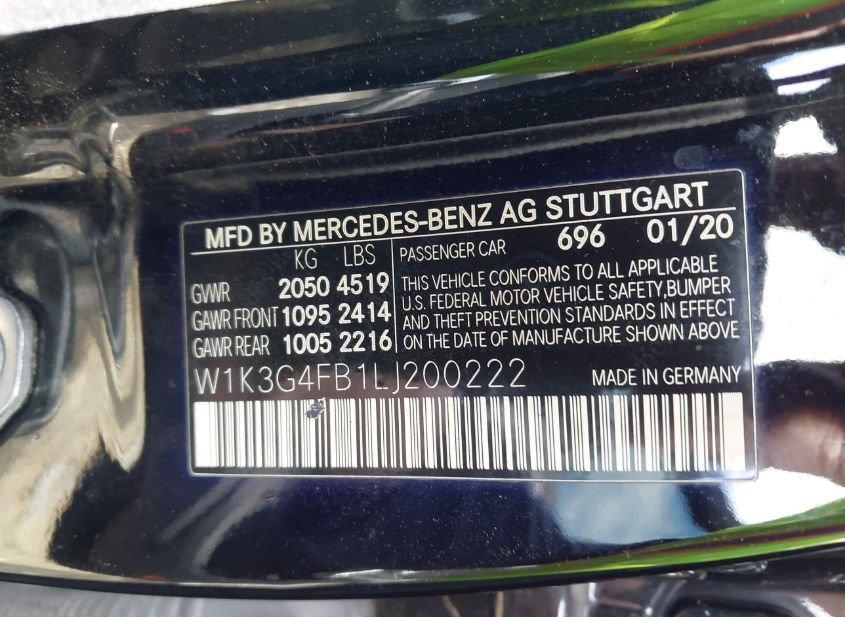 MFD BY MERCEDES-BENZ AG STUTTGART
KG LBS
GVWR 2050 4519
GAWR FRONT 1095 2414
GAWR REAR 1005 2216
PASSENGER CAR 696 01/20
THIS VEHICLE CONFORMS TO ALL APPLICABLE
U.S. FEDERAL MOTOR VEHICLE SAFETY,BUMPER
AND THEFT PREVENTION STANDARDS IN EFFECT
ON THE DATE OF MANUFACTURE SHOWN ABOVE
W1K3G4FB1LJ200222 MADE IN GERMANY